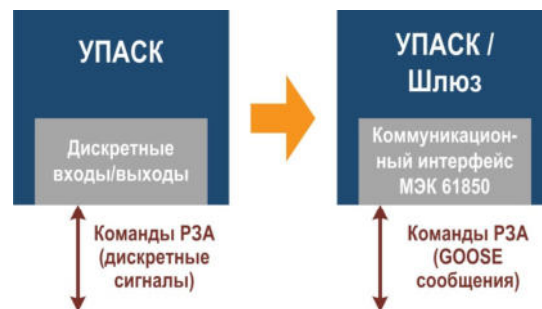 УПАСК
Дискретные
входы/выходы
Команды РЗА
(дискретные
сигналы)
УПАСК /
Шлюз
Коммуникацион-
ный интерфейс
МЭК 61850
Команды РЗА
(GOOSE
сообщения)